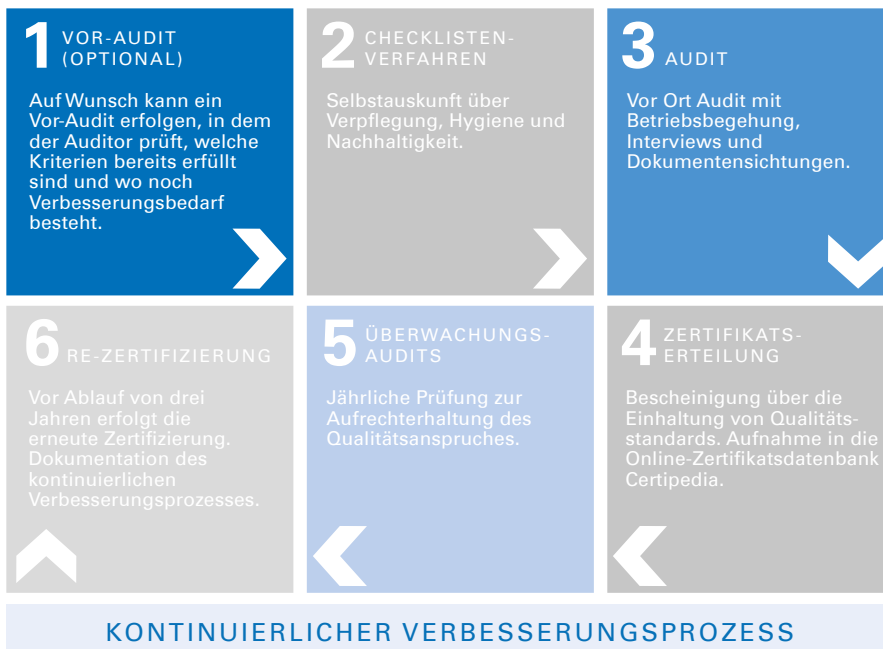 1 VOR-AUDIT
(OPTIONAL)
Auf Wunsch kann ein
Vor-Audit erfolgen, in dem
der Auditor prüft, welche
Kriterien bereits erfüllt
sind und wo noch
Verbesserungsbedarf
besteht.
2 CHECKLISTEN-
VERFAHREN
Selbstauskunft über
Verpflegung, Hygiene und
Nachhaltigkeit.
3 AUDIT
Vor Ort Audit mit
Betriebsbegehung,
Interviews und
Dokumentensichtungen.
4 ZERTIFIKATS-
ERTEILUNG
Bescheinigung über die
Einhaltung von Qualitäts-
standards. Aufnahme in die
Online-Zertifikatsdatenbank
Certipedia.
5 ÜBERWACHUNGS-
AUDITS
Jährliche Prüfung zur
Aufrechterhaltung des
Qualitätsanspruches.
6 RE-ZERTIFIZIERUNG
Vor Ablauf von drei
Jahren erfolgt die
erneute Zertifizierung.
Dokumentation des
kontinuierlichen
Verbesserungsprozesses.
KONTINUIERLICHER VERBESSERUNGSPROZESS